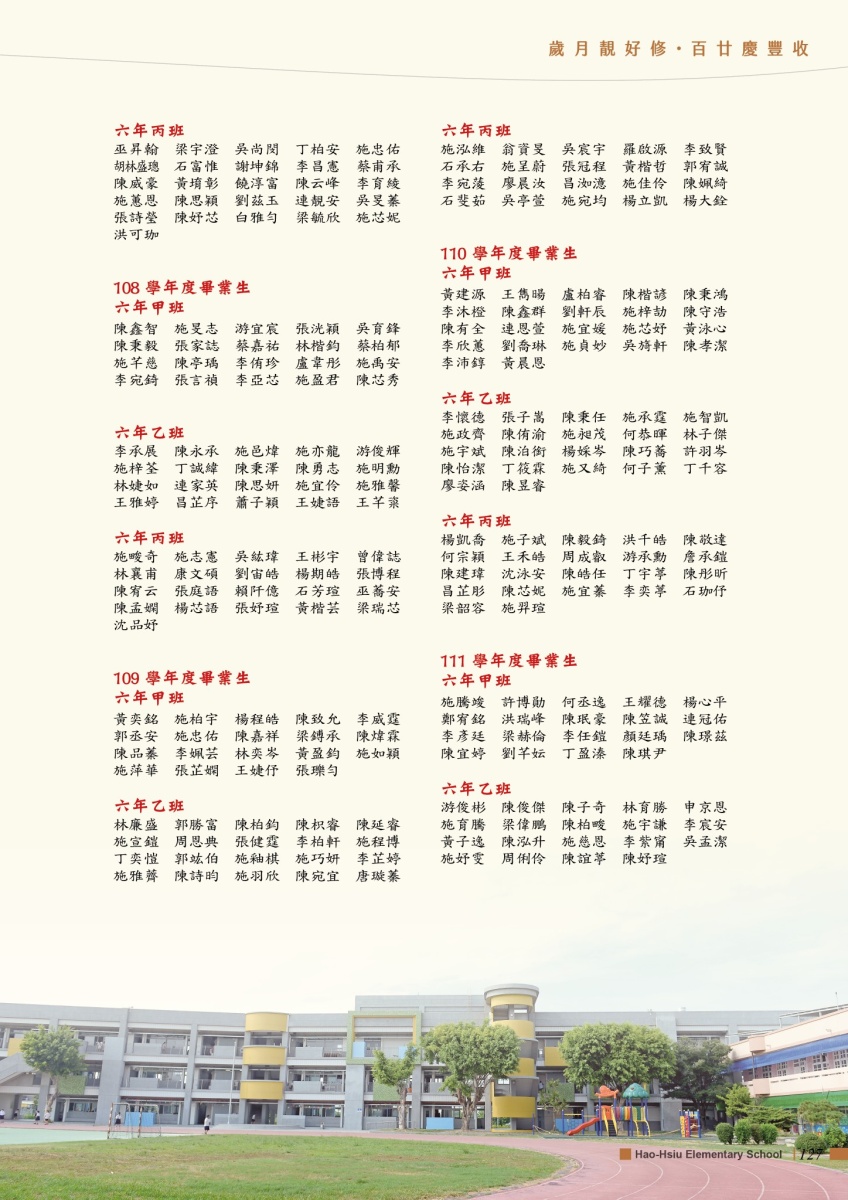 歲月靚好修・百廿慶豐收
六年丙班
巫昇翰 梁宇澄 吳尚閔 丁柏安 施忠佑
胡林盛璁 石富惟 謝坤錦 李昌憲 蔡甫承
陳威豪 黃堉彰 饒淳富 陳云峰 李育綾
施蕙恩 陳思穎 劉茲玉 連靚安 吳旻蓁
張詩瑩 陳妤芯 白雅勻 梁毓欣 施芯妮
洪可珈
108 學年度畢業生
六年甲班
陳鑫智 施旻志 游宜宸 張洸穎 吳育鋒
陳秉毅 張家誌 蔡嘉祐 林楷鈞 蔡柏郁
施芊慈 陳亭瑀 李侑珍 盧韋彤 施禹安
李宛錡 張言禎 李亞芯 施盈君 陳芯秀
六年乙班
李承展 陳永承 施邑煒 施亦龍 游俊輝
施梓荃 丁誠緯 陳秉澤 陳勇志 施明勳
林婕如 連家英 陳思妍 施宜伶 施雅馨
王雅婷 昌芷序 蕭子穎 王婕語 王芊棗
六年丙班
施畯奇 施志憲 吳紘瑋 王彬宇 曾偉誌
林襄甫 康文碩 劉宙皓 楊期皓 張博程
陳宥云 張庭語 賴阡億 石芳瑄 巫蕎安
陳孟嫻 楊芯語 張妤瑄 黃楷芸 梁瑞芯
沈品妤
109 學年度畢業生
六年甲班
黃奕銘 施柏宇 楊程皓 陳致允 李威霆
郭丞安 施忠佑 陳嘉祥 梁鎛承 陳煒霖
陳品蓁 李姵芸 林奕岑 黃盈鈞 施如穎
施萍華 張芷嫻 王婕伃 張瓅勻
六年乙班
林廉盛 郭勝富 陳柏鈞 陳枳睿 陳延睿
施宣鎧 周恩典 張健霆 李柏軒 施程博
丁奕愷 郭竑伯 施釉棋 施巧妍 李芷婷
施雅薺 陳詩昀 施羽欣 陳宛宜 唐璇蓁
六年丙班
施泓維 翁資旻 吳宸宇 羅啟源 李致賢
石承右 施呈蔚 張冠程 黃楷哲 郭宥誠
李宛蓤 廖晨汝 昌洳澺 施佳伶 陳姵綺
石斐茹 吳亭萱 施宛均 楊立凱 楊大銓
110 學年度畢業生
六年甲班
黃建源 王雋暘 盧柏睿 陳楷諺 陳秉鴻
李沐橙 陳鑫群 劉軒辰 施梓劼 陳守浩
陳有全 連恩萱 施宜媛 施芯妤 黃泳心
李欣蕙 劉喬琳 施貞妙 吳旑軒 陳孝潔
李沛錞 黃晨恩
六年乙班
李懷德 張子嵩 陳秉任 施承霆 施智凱
施政齊 陳侑渝 施昶茂 何恭暉 林子傑
施宇斌 陳泊銜 楊婇岑 陳巧蕎 許羽岑
陳怡潔 丁筱霖 施又綺 何子薰 丁千容
廖姿涵 陳昱睿
六年丙班
楊凱喬 施子斌 陳毅錡 洪千皓 陳敬達
何宗穎 王禾皓 周成叡 游承勳 詹承鎧
陳建瑋 沈泳安 陳皓任 丁宇葶 陳彤昕
昌芷彤 陳芯妮 施宜蓁 李奕葶 石珈伃
梁韶容 施羿瑄
111 學年度畢業生
六年甲班
施騰竣 許博勛 何丞逸 王耀德 楊心平
鄭宥銘 洪瑞峰 陳珉豪 陳笠誠 連冠佑
李彥廷 梁赫倫 李任鎧 顏廷瑀 陳璟茲
陳宜婷 劉芊妘 丁盈溱 陳琪尹
六年乙班
游俊彬 陳俊傑 陳子奇 林育勝 申京恩
施育騰 梁偉鵬 陳柏畯 施宇謙 李宸安
黃子逸 陳泓升 施慈恩 李紫甯 吳孟潔
施妤雯 周俐伶 陳誼葶 陳妤瑄
Hao-Hsiu Elementary School 127